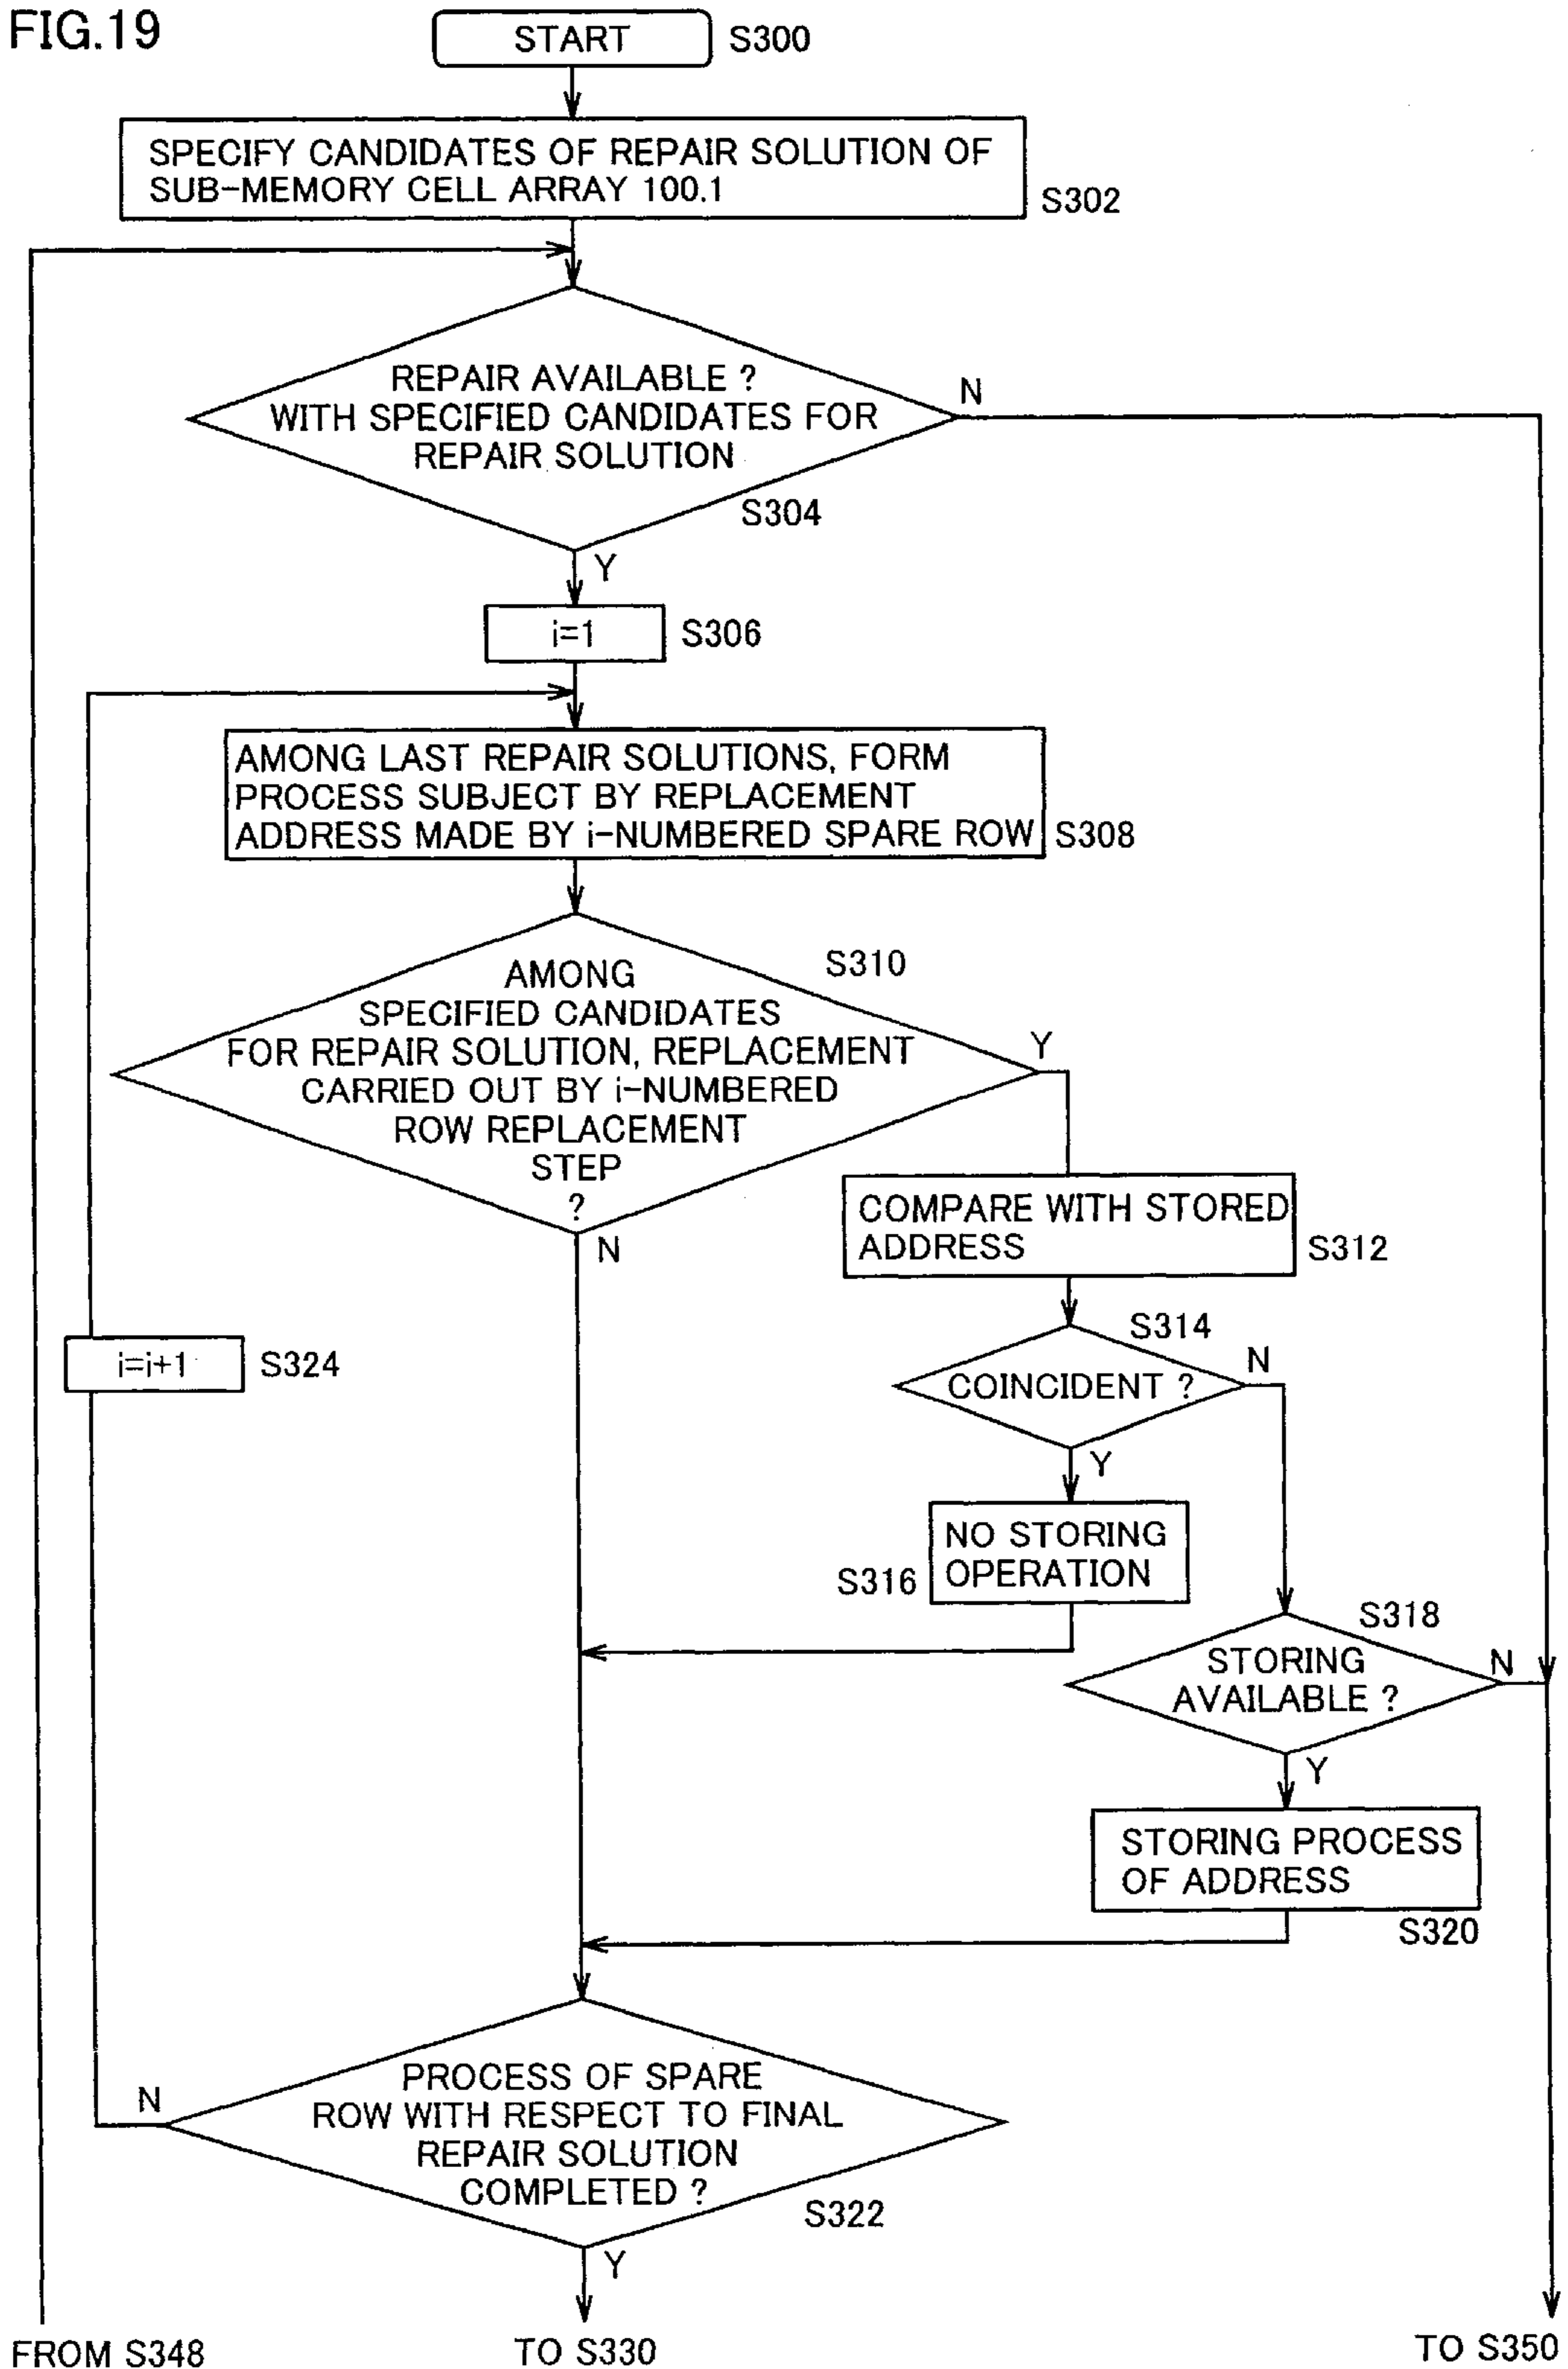 FIG.19
START
S300
SPECIFY CANDIDATES OF REPAIR SOLUTION OF
SUB-MEMORY CELL ARRAY 100.1
S302
REPAIR AVAILABLE ?
WITH SPECIFIED CANDIDATES FOR
REPAIR SOLUTION
N
S304
Y
i=1
S306
AMONG LAST REPAIR SOLUTIONS, FORM
PROCESS SUBJECT BY REPLACEMENT
ADDRESS MADE BY i-NUMBERED SPARE ROW
S308
S310
AMONG
SPECIFIED CANDIDATES
FOR REPAIR SOLUTION, REPLACEMENT
CARRIED OUT BY i-NUMBERED
ROW REPLACEMENT
STEP
?
Y
N
COMPARE WITH STORED
ADDRESS
S312
S314
COINCIDENT ?
N
Y
i=i+1
S324
NO STORING
OPERATION
S316
S318
STORING
AVAILABLE ?
N
Y
STORING PROCESS
OF ADDRESS
S320
PROCESS OF SPARE
ROW WITH RESPECT TO FINAL
REPAIR SOLUTION
COMPLETED ?
N
S322
Y
FROM S348
TO S330
TO S350